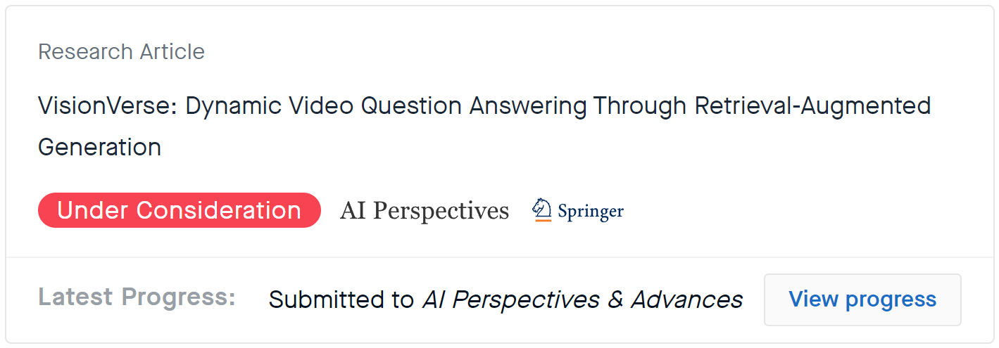 Research Article
VisionVerse: Dynamic Video Question Answering Through Retrieval-Augmented
Generation
Under Consideration AI Perspectives Springer
Latest Progress: Submitted to AI Perspectives & Advances View progress